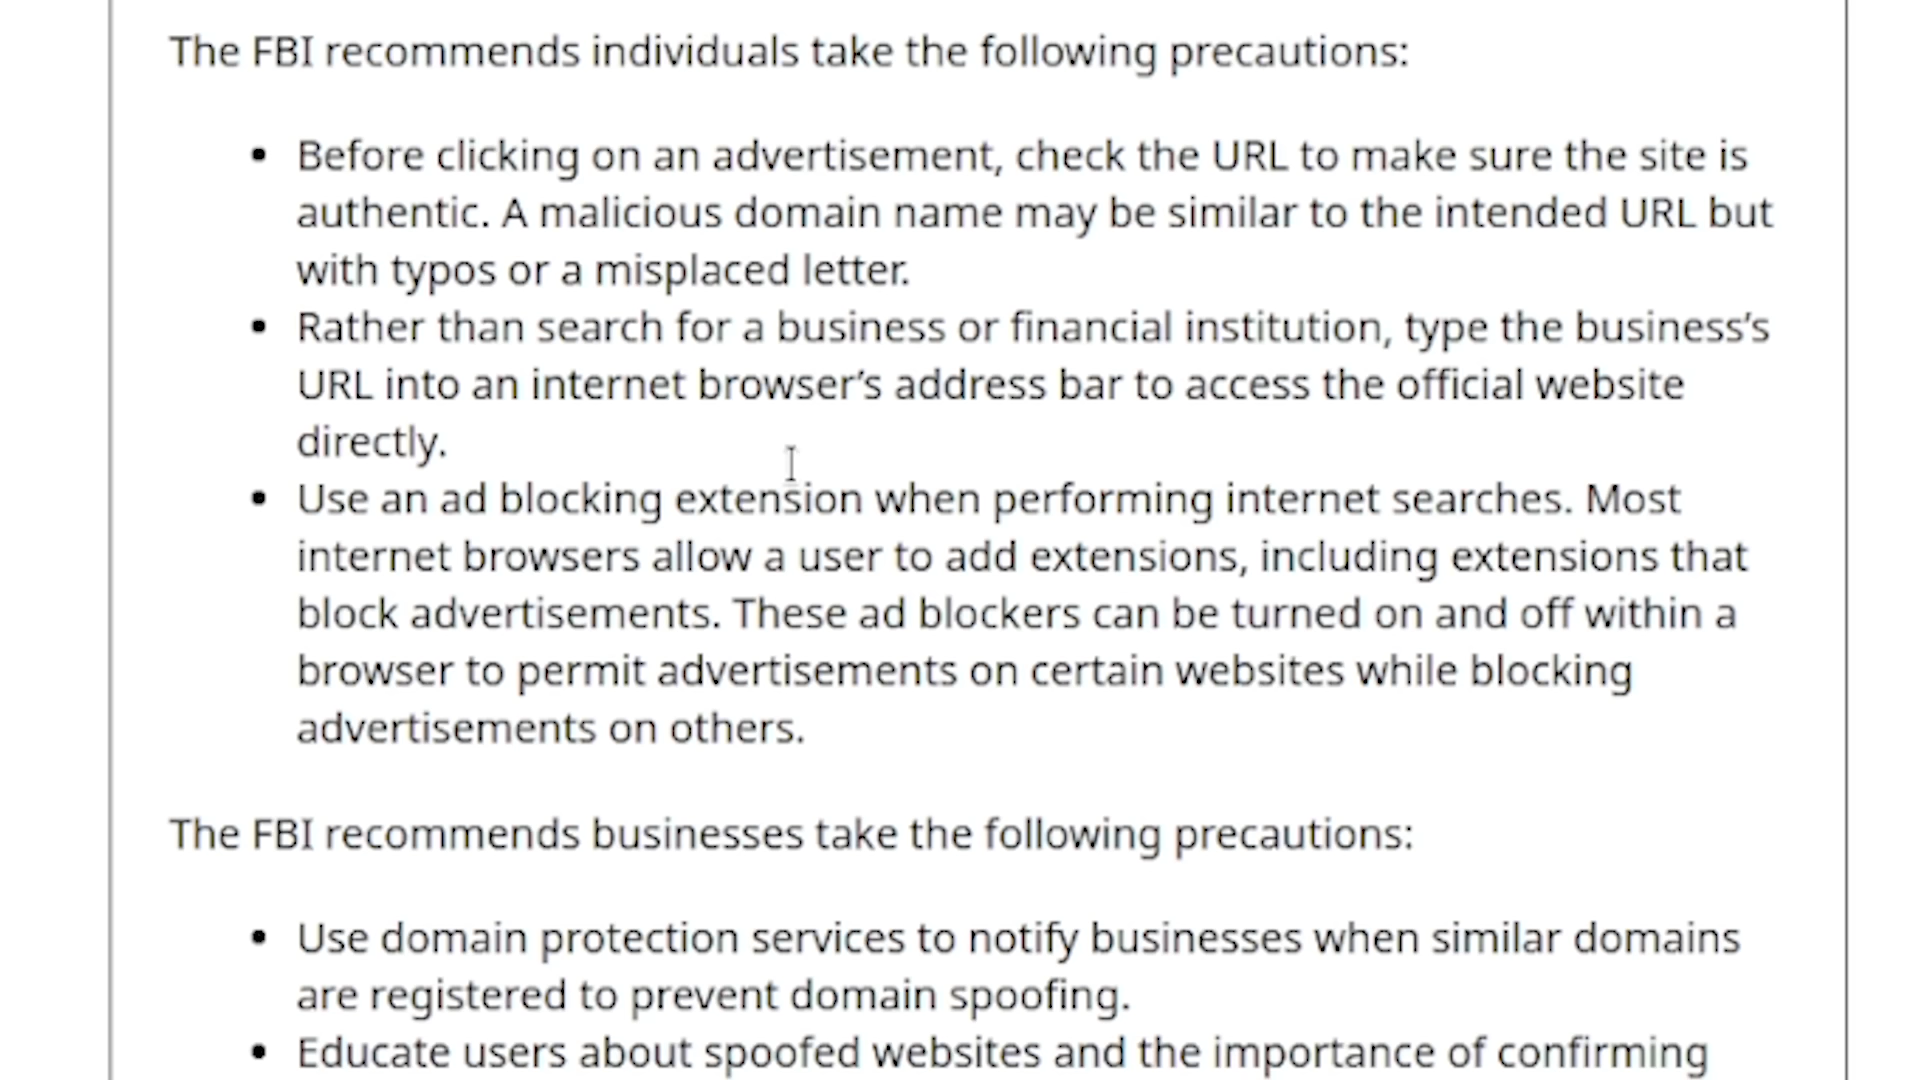 The FBI recommends individuals take the following precautions:
• Before clicking on an advertisement, check the URL to make sure the site is
authentic. A malicious domain name may be similar to the intended URL but
with typos or a misplaced letter.
• Rather than search for a business or financial institution, type the business’s
URL into an internet browser’s address bar to access the official website
directly.
• Use an ad blocking extension when performing internet searches. Most
internet browsers allow a user to add extensions, including extensions that
block advertisements. These ad blockers can be turned on and off within a
browser to permit advertisements on certain websites while blocking
advertisements on others.
The FBI recommends businesses take the following precautions:
• Use domain protection services to notify businesses when similar domains
are registered to prevent domain spoofing.
• Educate users about spoofed websites and the importance of confirming